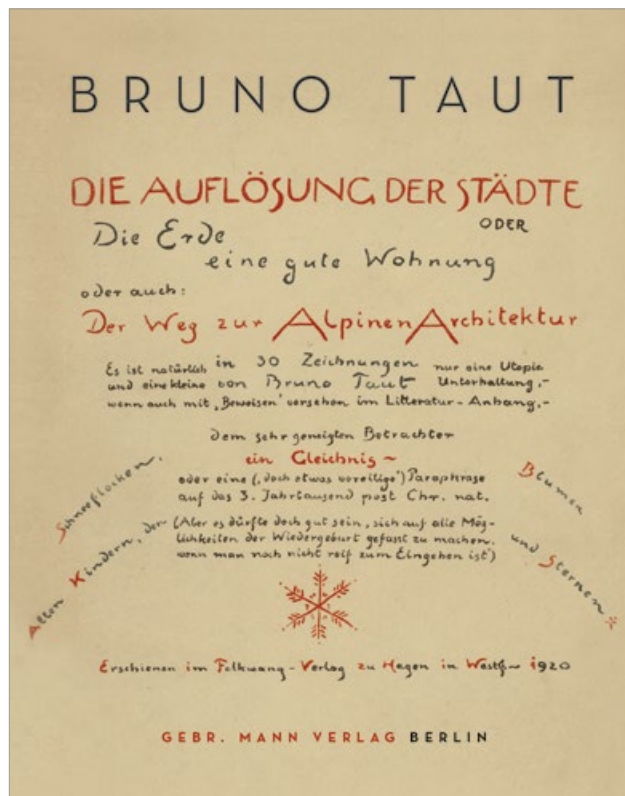 BRUNO TAUT
DIE AUFLÖSUNG DER STÄDTE
ODER
Die Erde
eine gute Wohnung
oder auch:
Der Weg zur Alpinen Architektur
Es ist natürlich in 30 Zeichnungen nur eine Utopie
und eine kleine von Bruno Taut Unterhaltung,-
wenn auch mit ‚Beweisen' versehen im Litteratur-Anhang,-
dem sehr geneigten Betrachter
ein Gleichnis ~
oder eine (‚doch etwas voreilige') Paraphrase
auf das 3. Jahrtausend post Chr. nat.
(Aber es dürfte doch gut sein, sich auf alle Mög-
lichkeiten der Wiedergeburt gefasst zu machen,
wenn man noch nicht reif zum Eingehen ist)
Allen Kindern, den
Schneeflocken,
Blumen
und Sternen
Erschienen im Folkwang-Verlag zu Hagen in Westf~ 1920
GEBR. MANN VERLAG BERLIN